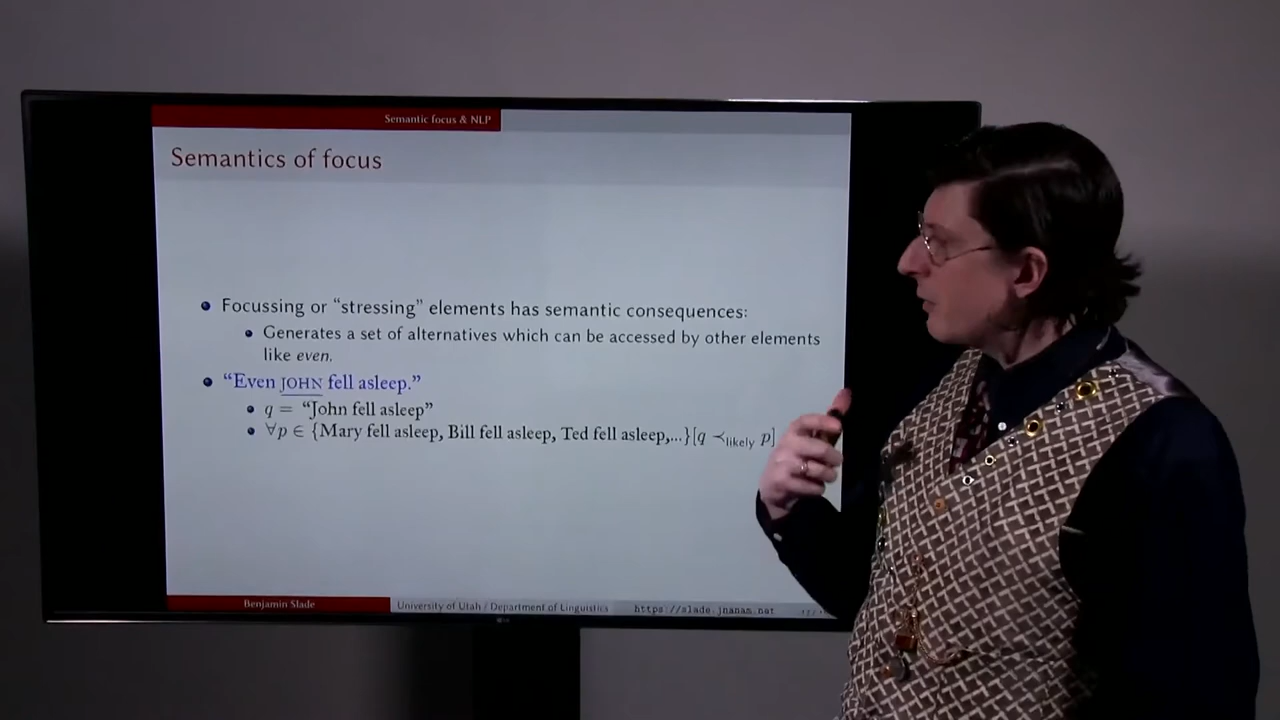 Semantic focus & NLP
Semantics of focus
Focussing or “stressing” elements has semantic consequences:
Generates a set of alternatives which can be accessed by other elements
like even.
“Even JOHN fell asleep.”
q = “John fell asleep”
∀p ∈ {Mary fell asleep, Bill fell asleep, Ted fell asleep,...}[q ≺likely p]
Benjamin Slade University of Utah / Department of Linguistics https://slade.jnanam.net